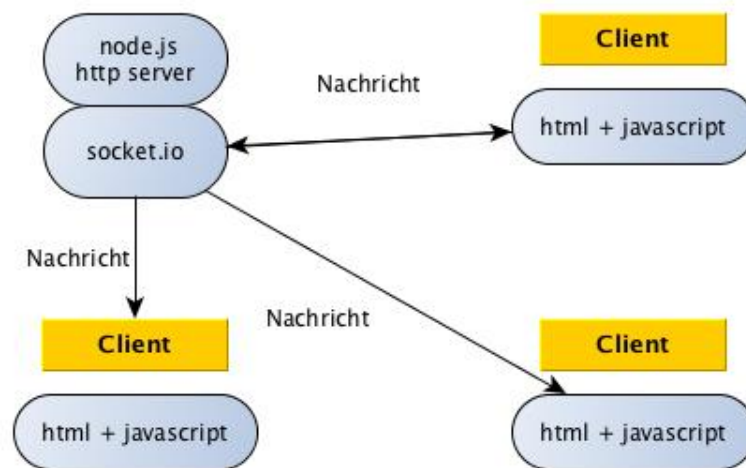 node.js
http server
Client
Nachricht
html + javascript
socket.io
Nachricht
Nachricht
Client
Client
html + javascript
html + javascript